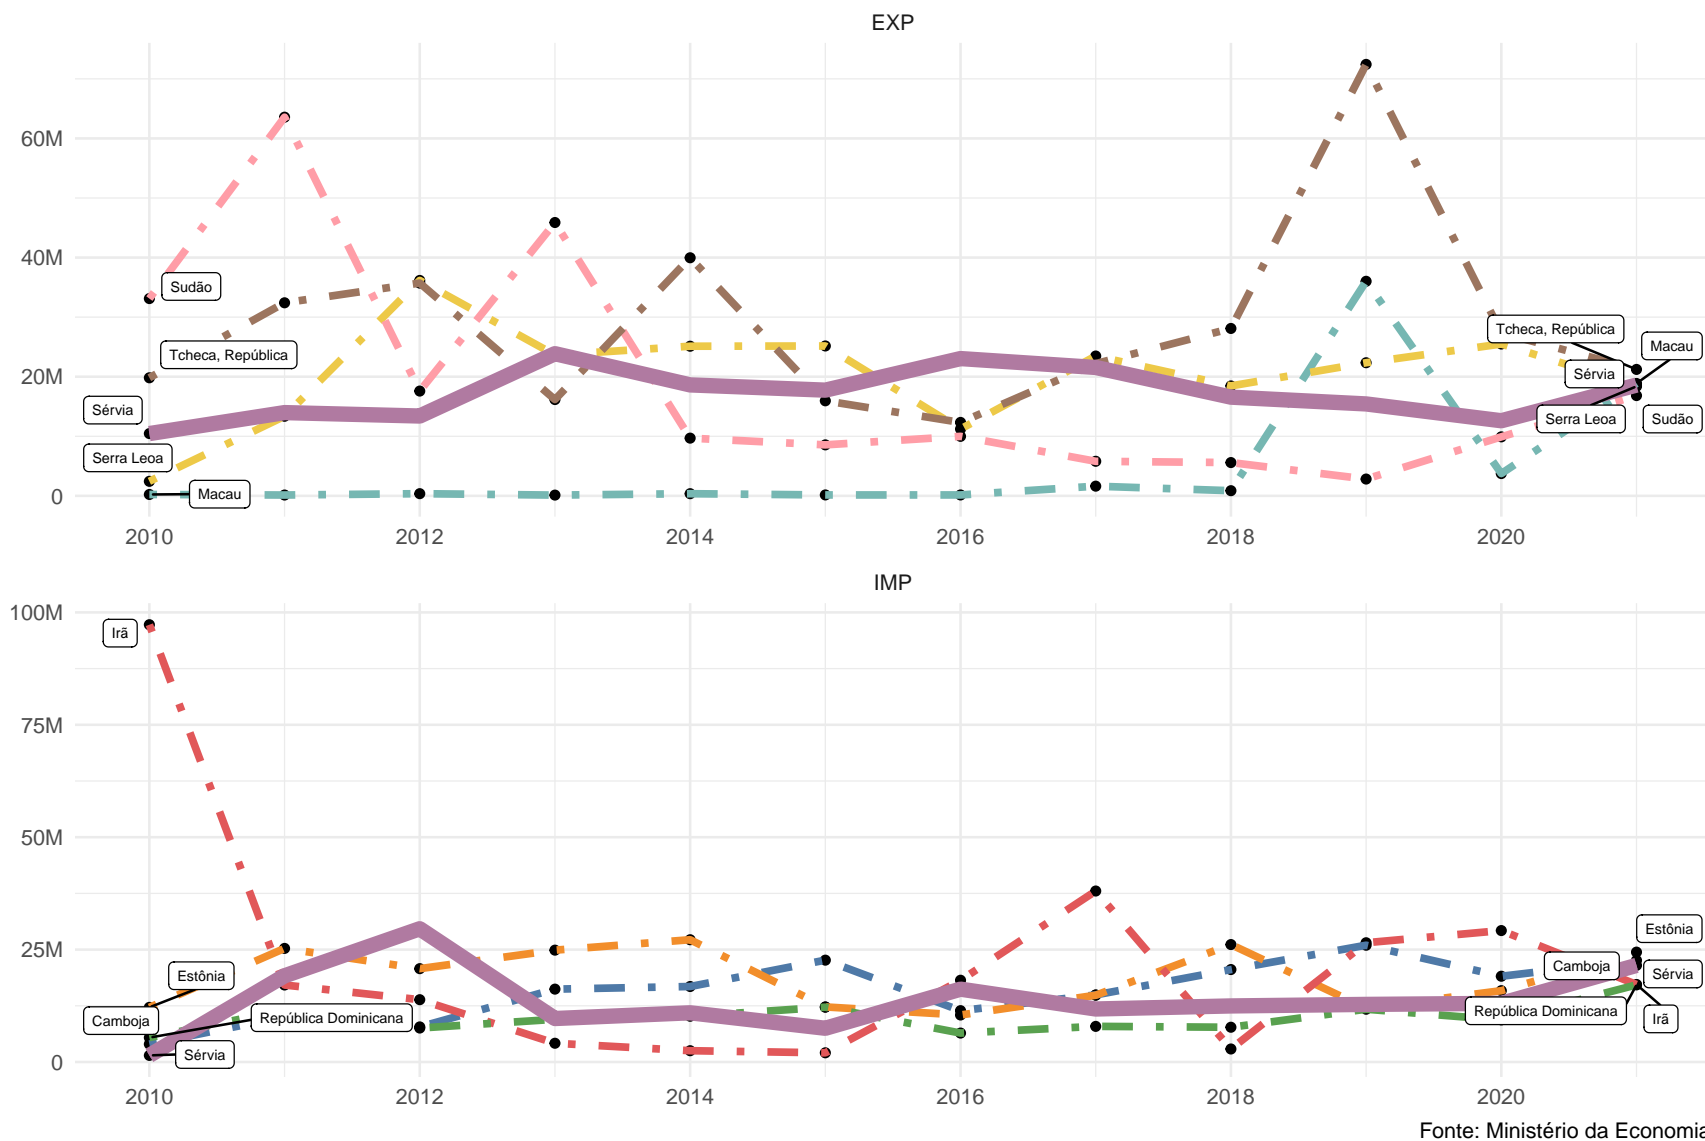 EXP
60M
40M
20M
0
Sudão
Tcheca, República
Sérvia
Serra Leoa
Macau
Tcheca, República
Macau
Sérvia
Serra Leoa
Sudão
2010 2012 2014 2016 2018 2020
IMP
100M
75M
50M
25M
0
Irã
Estônia
Camboja
República Dominicana
Sérvia
Estônia
Camboja
Sérvia
República Dominicana
Irã
2010 2012 2014 2016 2018 2020
Fonte: Ministério da Economia